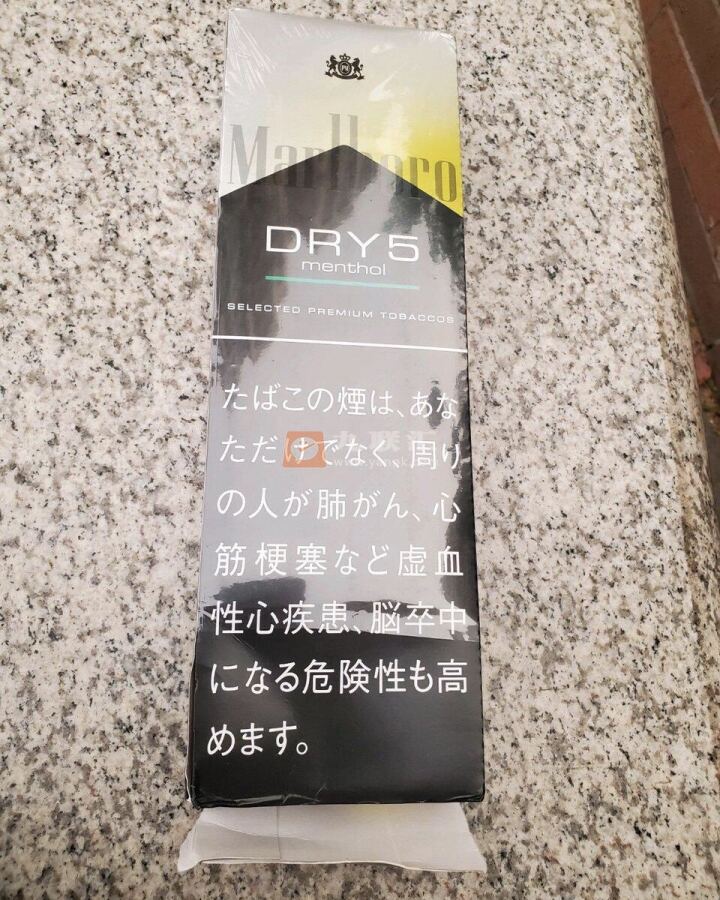 Marlboro
DRY5
menthol
SELECTED PREMIUM TOBACCOS
たばこの煙は、あな
ただけでなく、周り
の人が肺がん、心
筋梗塞など虚血
性心疾患、脳卒中
になる危険性も高
めます。